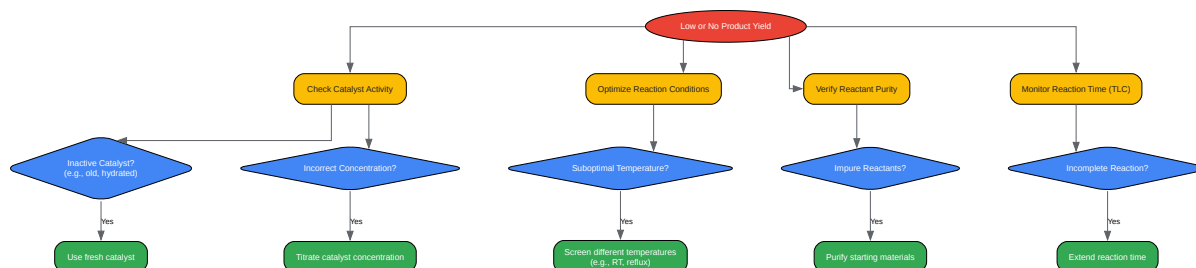 Low or No Product Yield
Check Catalyst Activity
Optimize Reaction Conditions
Verify Reactant Purity
Monitor Reaction Time (TLC)
Inactive Catalyst?
(e.g., old, hydrated)
Incorrect Concentration?
Suboptimal Temperature?
Impure Reactants?
Incomplete Reaction?
Yes
Yes
Yes
Yes
Yes
Use fresh catalyst
Titrate catalyst concentration
Screen different temperatures
(e.g., RT, reflux)
Purify starting materials
Extend reaction time